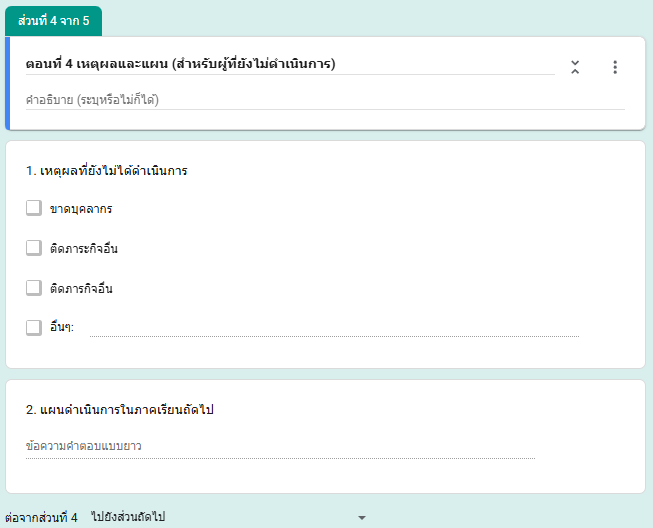 ส่วนที่ 4 จาก 5
ตอนที่ 4 เหตุผลและแผน (สำหรับผู้ที่ยังไม่ดำเนินการ)
คำอธิบาย (ระบุหรือไม่ก็ได้)
1. เหตุผลที่ยังไม่ได้ดำเนินการ
ขาดบุคลากร
ติดภาระกิจอื่น
ติดภารกิจอื่น
อื่นๆ:
2. แผนดำเนินการในภาคเรียนถัดไป
ข้อความคำตอบแบบยาว
ต่อจากส่วนที่ 4 ไปยังส่วนถัดไป